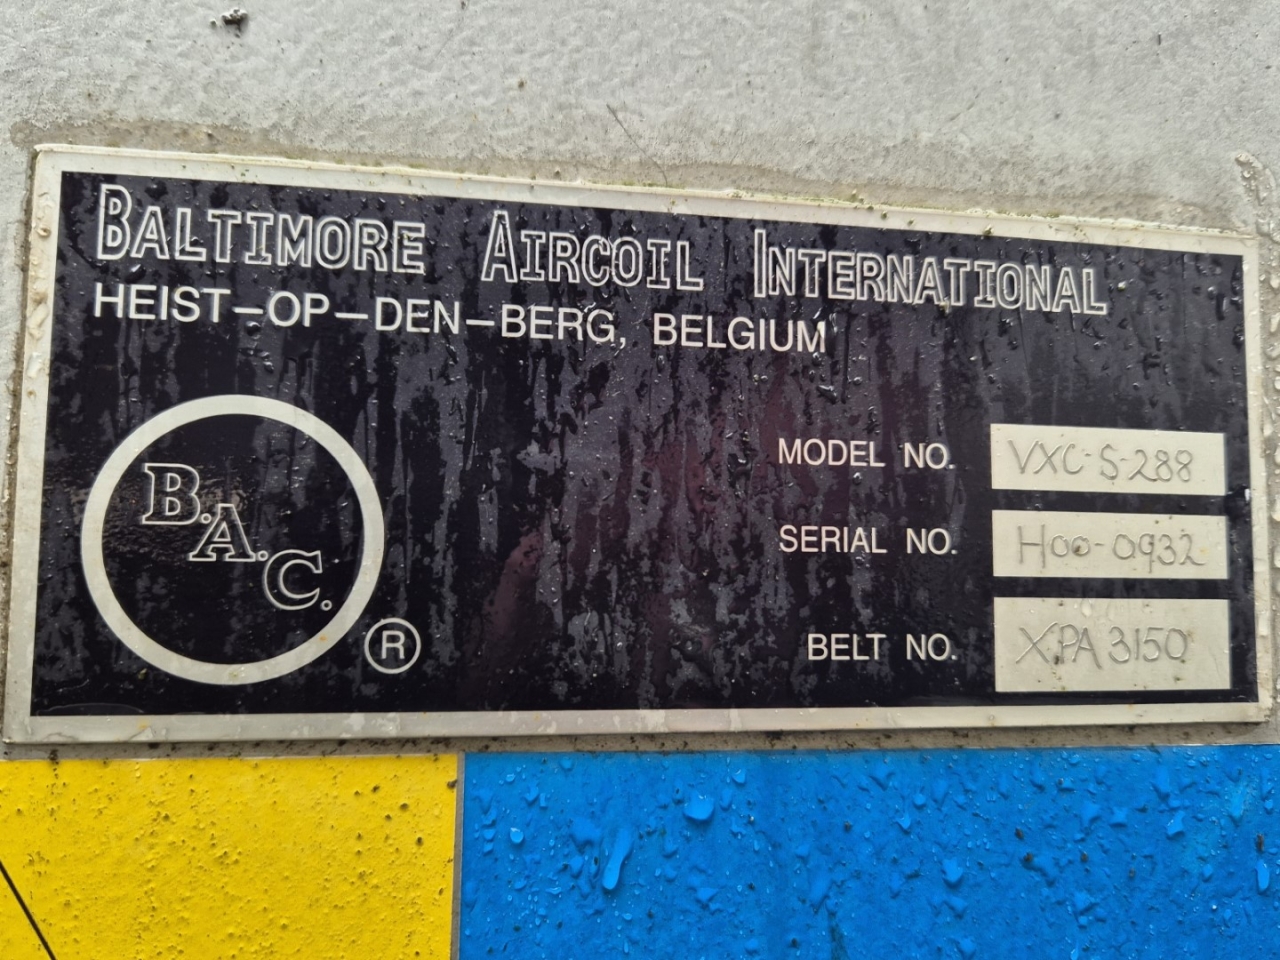 BALTIMORE AIRCOIL INTERNATIONAL
HEIST-OP-DEN-BERG, BELGIUM
B.A.C. ®
MODEL NO. VXC-S-288
SERIAL NO. H00-0932
BELT NO. XPA 3150